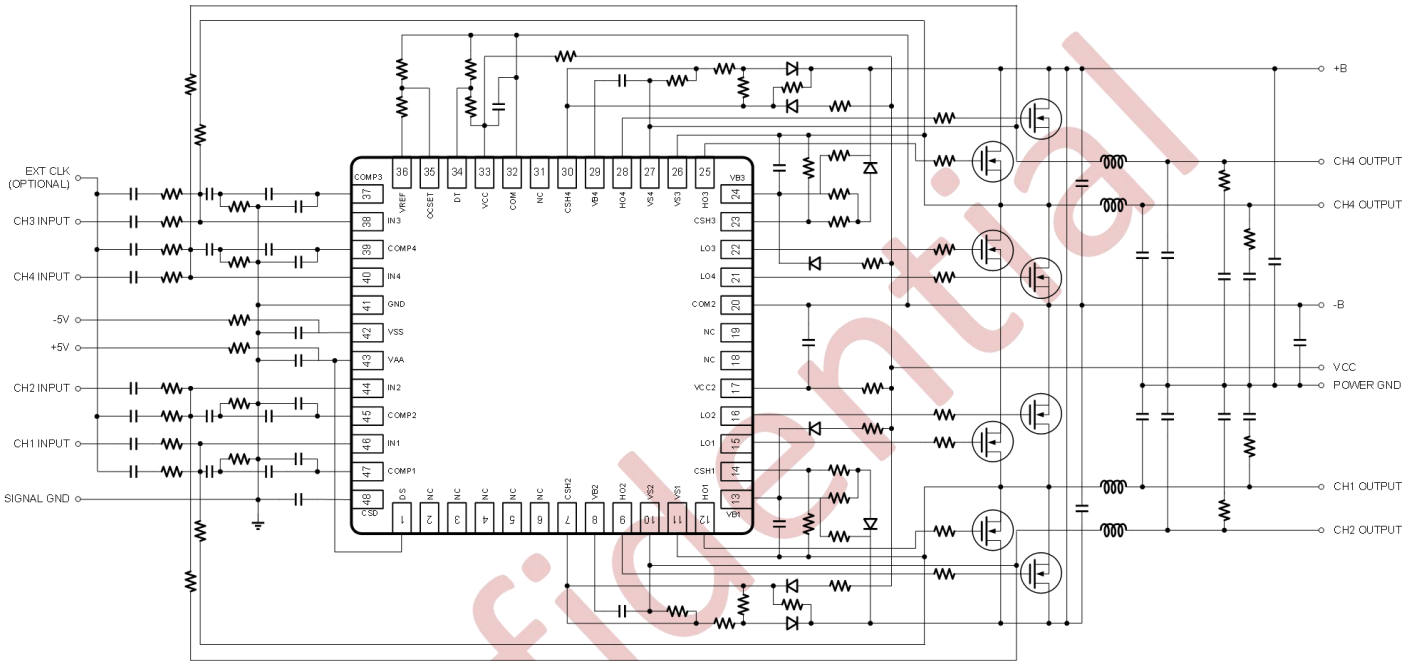 +B
EXT CLK
(OPTIONAL)
CH3 INPUT
CH4 INPUT
-5V
+5V
CH2 INPUT
CH1 INPUT
SIGNAL GND
36
35
34
33
32
31
30
29
28
27
26
25
VREF
OCSET
DT
VCC
COM
NC
CSH4
VB4
HO4
VS4
VS3
HO3
COMP3
37
38
IN3
39
COMP4
40
IN4
41
GND
42
VSS
43
VAA
44
IN2
45
COMP2
46
IN1
47
COMP1
48
CSD
VB3
24
CSH3
23
LO3
22
LO4
21
COM2
20
NC
19
NC
18
VCC2
17
LO2
16
LO1
15
CSH1
14
13
VB1
DS
NC
NC
NC
NC
NC
CSH2
VB2
HO2
VS2
VS1
HO1
1
2
3
4
5
6
7
8
9
10
11
12
CH4 OUTPUT
CH4 OUTPUT
-B
VCC
POWER GND
CH1 OUTPUT
CH2 OUTPUT
fidential